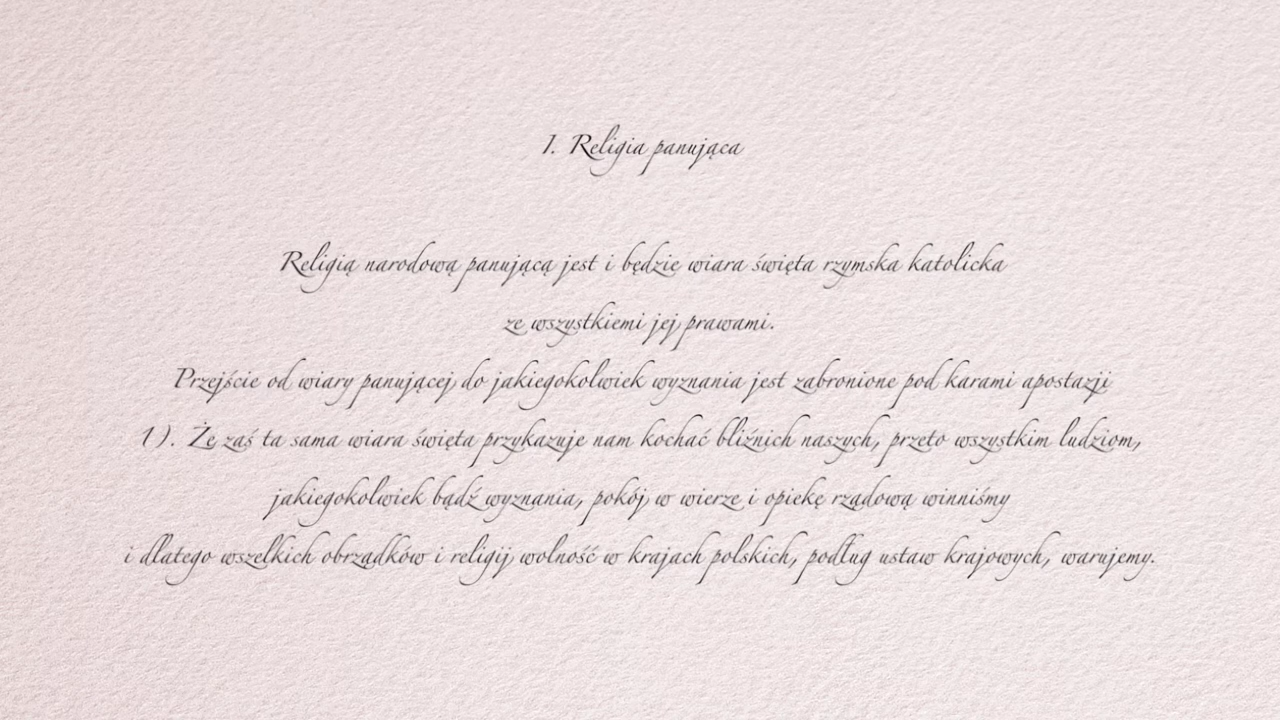 I. Religia panująca
Religią narodową panującą jest i będzie wiara święta rzymska katolicka
ze wszystkiemi jej prawami.
Przejście od wiary panującej do jakiegokolwiek wyznania jest zabronione pod karami apostazji
1). Że zaś ta sama wiara święta przykazuje nam kochać bliźnich naszych, przeto wszystkim ludziom,
jakiegokolwiek bądź wyznania, pokój w wierze i opiekę rządową winniśmy
i dlatego wszelkich obrządków i religij wolność w krajach polskich, podług ustaw krajowych, warujemy.